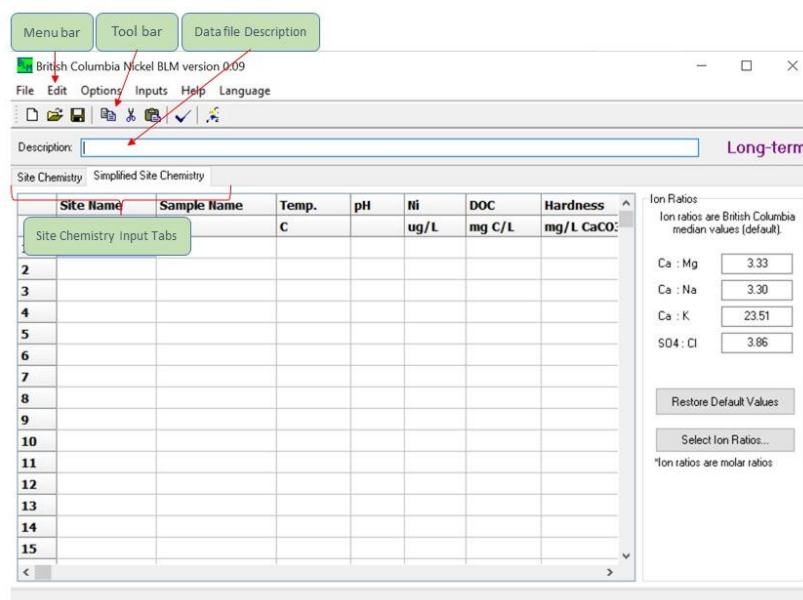 Menu bar
Tool bar
Data file Description
British Columbia Nickel BLM version 0.09
File Edit Options Inputs Help Language
Description:
Long-term
Site Chemistry
Simplified Site Chemistry
Site Name Sample Name Temp. pH Ni DOC Hardness
C ug/L mg C/L mg/L CaCO3
Site Chemistry Input Tabs
2
3
4
5
6
7
8
9
10
11
12
13
14
15
Ion Ratios
Ion ratios are British Columbia
median values (default).
Ca : Mg 3.33
Ca : Na 3.30
Ca : K 23.51
SO4 : Cl 3.86
Restore Default Values
Select Ion Ratios...
*Ion ratios are molar ratios